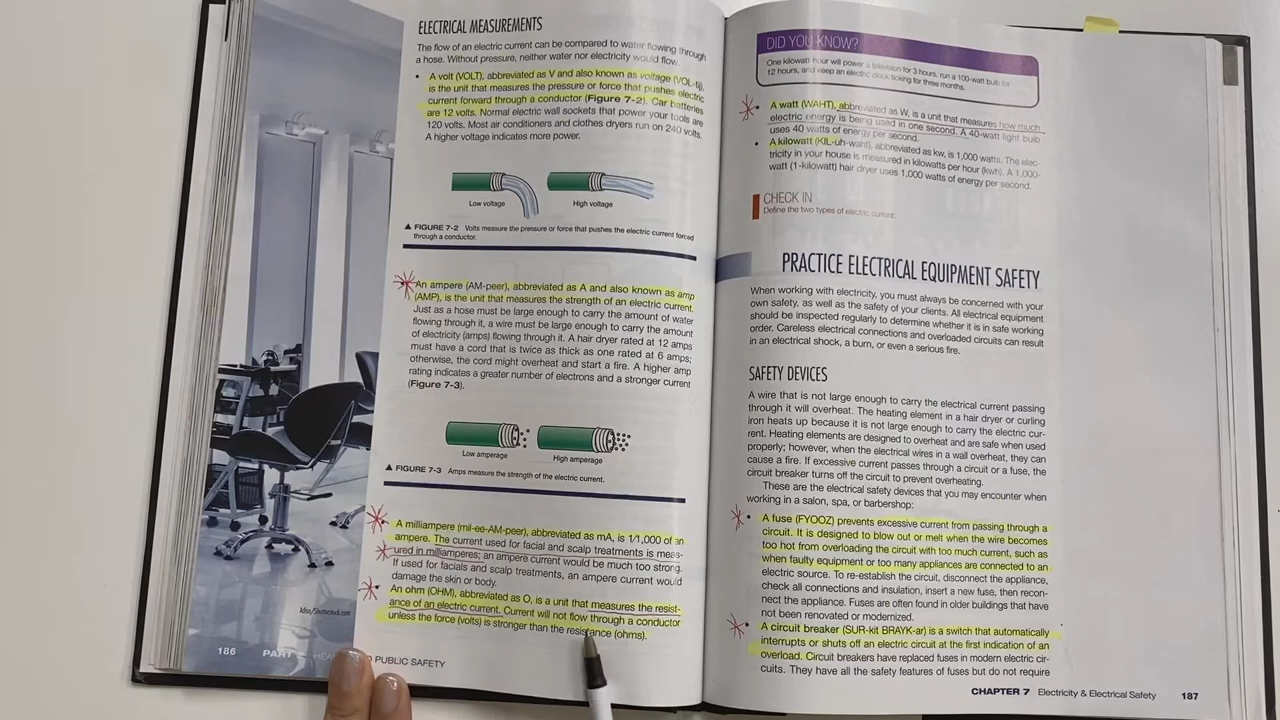 ELECTRICAL MEASUREMENTS
The flow of an electric current can be compared to water flowing through
a hose. Without pressure, neither water nor electricity would flow.
• A volt (VOLT), abbreviated as V and also known as voltage (VOL-tij),
is the unit that measures the pressure or force that pushes electric
current forward through a conductor (Figure 7-2). Car batteries
are 12 volts. Normal electric wall sockets that power your tools are
120 volts. Most air conditioners and clothes dryers run on 240 volts.
A higher voltage indicates more power.
Low voltage
High voltage
▲ FIGURE 7-2 Volts measure the pressure or force that pushes the electric current forced
through a conductor.
An ampere (AM-peer), abbreviated as A and also known as amp
(AMP), is the unit that measures the strength of an electric current.
Just as a hose must be large enough to carry the amount of water
flowing through it, a wire must be large enough to carry the amount
of electricity (amps) flowing through it. A hair dryer rated at 12 amps
must have a cord that is twice as thick as one rated at 6 amps;
otherwise, the cord might overheat and start a fire. A higher amp
rating indicates a greater number of electrons and a stronger current
(Figure 7-3).
Low amperage
High amperage
▲ FIGURE 7-3 Amps measure the strength of the electric current.
• A milliampere (mil-ee-AM-peer), abbreviated as mA, is 1/1,000 of an
ampere. The current used for facial and scalp treatments is meas-
ured in milliamperes; an ampere current would be much too strong.
If used for facials and scalp treatments, an ampere current would
damage the skin or body.
• An ohm (OHM), abbreviated as O, is a unit that measures the resist-
ance of an electric current. Current will not flow through a conductor
unless the force (volts) is stronger than the resistance (ohms).
Adso/Shutterstock.com
186 PART HEA D PUBLIC SAFETY
DID YOU KNOW?
One kilowatt-hour will power a television for 3 hours, run a 100-watt bulb for
12 hours, and keep an electric clock ticking for three months.
• A watt (WAHT), abbreviated as W, is a unit that measures how much
electric energy is being used in one second. A 40-watt light bulb
uses 40 watts of energy per second.
• A kilowatt (KIL-uh-waht), abbreviated as kw, is 1,000 watts. The elec-
tricity in your house is measured in kilowatts per hour (kwh). A 1,000-
watt (1-kilowatt) hair dryer uses 1,000 watts of energy per second.
CHECK IN
Define the two types of electric current.
PRACTICE ELECTRICAL EQUIPMENT SAFETY
When working with electricity, you must always be concerned with your
own safety, as well as the safety of your clients. All electrical equipment
should be inspected regularly to determine whether it is in safe working
order. Careless electrical connections and overloaded circuits can result
in an electrical shock, a burn, or even a serious fire.
SAFETY DEVICES
A wire that is not large enough to carry the electrical current passing
through it will overheat. The heating element in a hair dryer or curling
iron heats up because it is not large enough to carry the electric cur-
rent. Heating elements are designed to overheat and are safe when used
properly; however, when the electrical wires in a wall overheat, they can
cause a fire. If excessive current passes through a circuit or a fuse, the
circuit breaker turns off the circuit to prevent overheating.
These are the electrical safety devices that you may encounter when
working in a salon, spa, or barbershop:
• A fuse (FYOOZ) prevents excessive current from passing through a
circuit. It is designed to blow out or melt when the wire becomes
too hot from overloading the circuit with too much current, such as
when faulty equipment or too many appliances are connected to an
electric source. To re-establish the circuit, disconnect the appliance,
check all connections and insulation, insert a new fuse, then recon-
nect the appliance. Fuses are often found in older buildings that have
not been renovated or modernized.
• A circuit breaker (SUR-kit BRAYK-ar) is a switch that automatically
interrupts or shuts off an electric circuit at the first indication of an
overload. Circuit breakers have replaced fuses in modern electric cir-
cuits. They have all the safety features of fuses but do not require
CHAPTER 7 Electricity & Electrical Safety 187